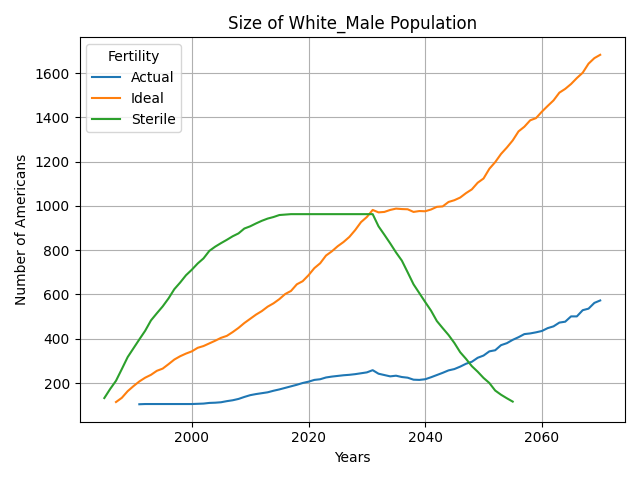 Size of White_Male Population
Fertility
Actual
Ideal
Sterile
Number of Americans
1600
1400
1200
1000
800
600
400
200
2000
2020
2040
2060
Years